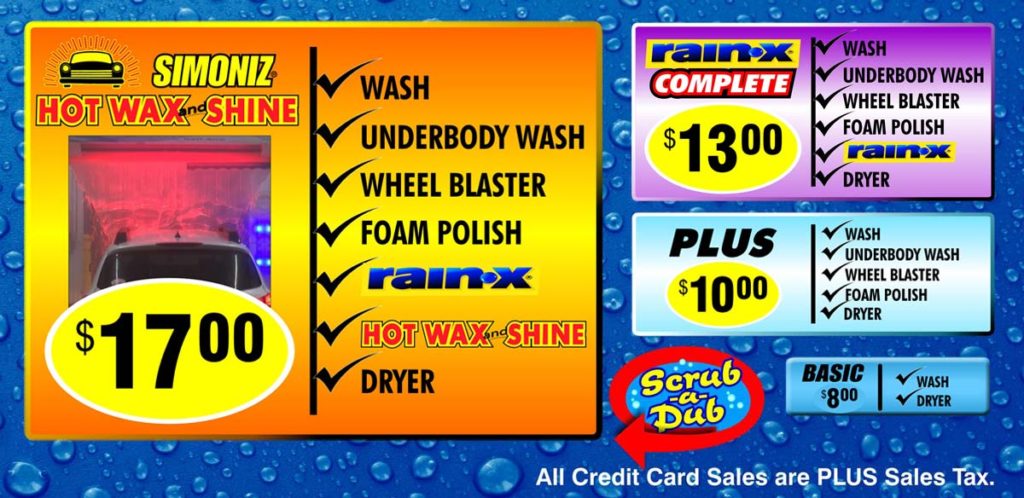 SIMONIZ®
HOT WAX and SHINE
$17.00
WASH
UNDERBODY WASH
WHEEL BLASTER
FOAM POLISH
rain-x®
HOT WAX and SHINE
DRYER
rain-x®
COMPLETE
$13.00
WASH
UNDERBODY WASH
WHEEL BLASTER
FOAM POLISH
rain-x®
DRYER
PLUS
$10.00
WASH
UNDERBODY WASH
WHEEL BLASTER
FOAM POLISH
DRYER
BASIC
$8.00
WASH
DRYER
Scrub
-a-
Dub
All Credit Card Sales are PLUS Sales Tax.